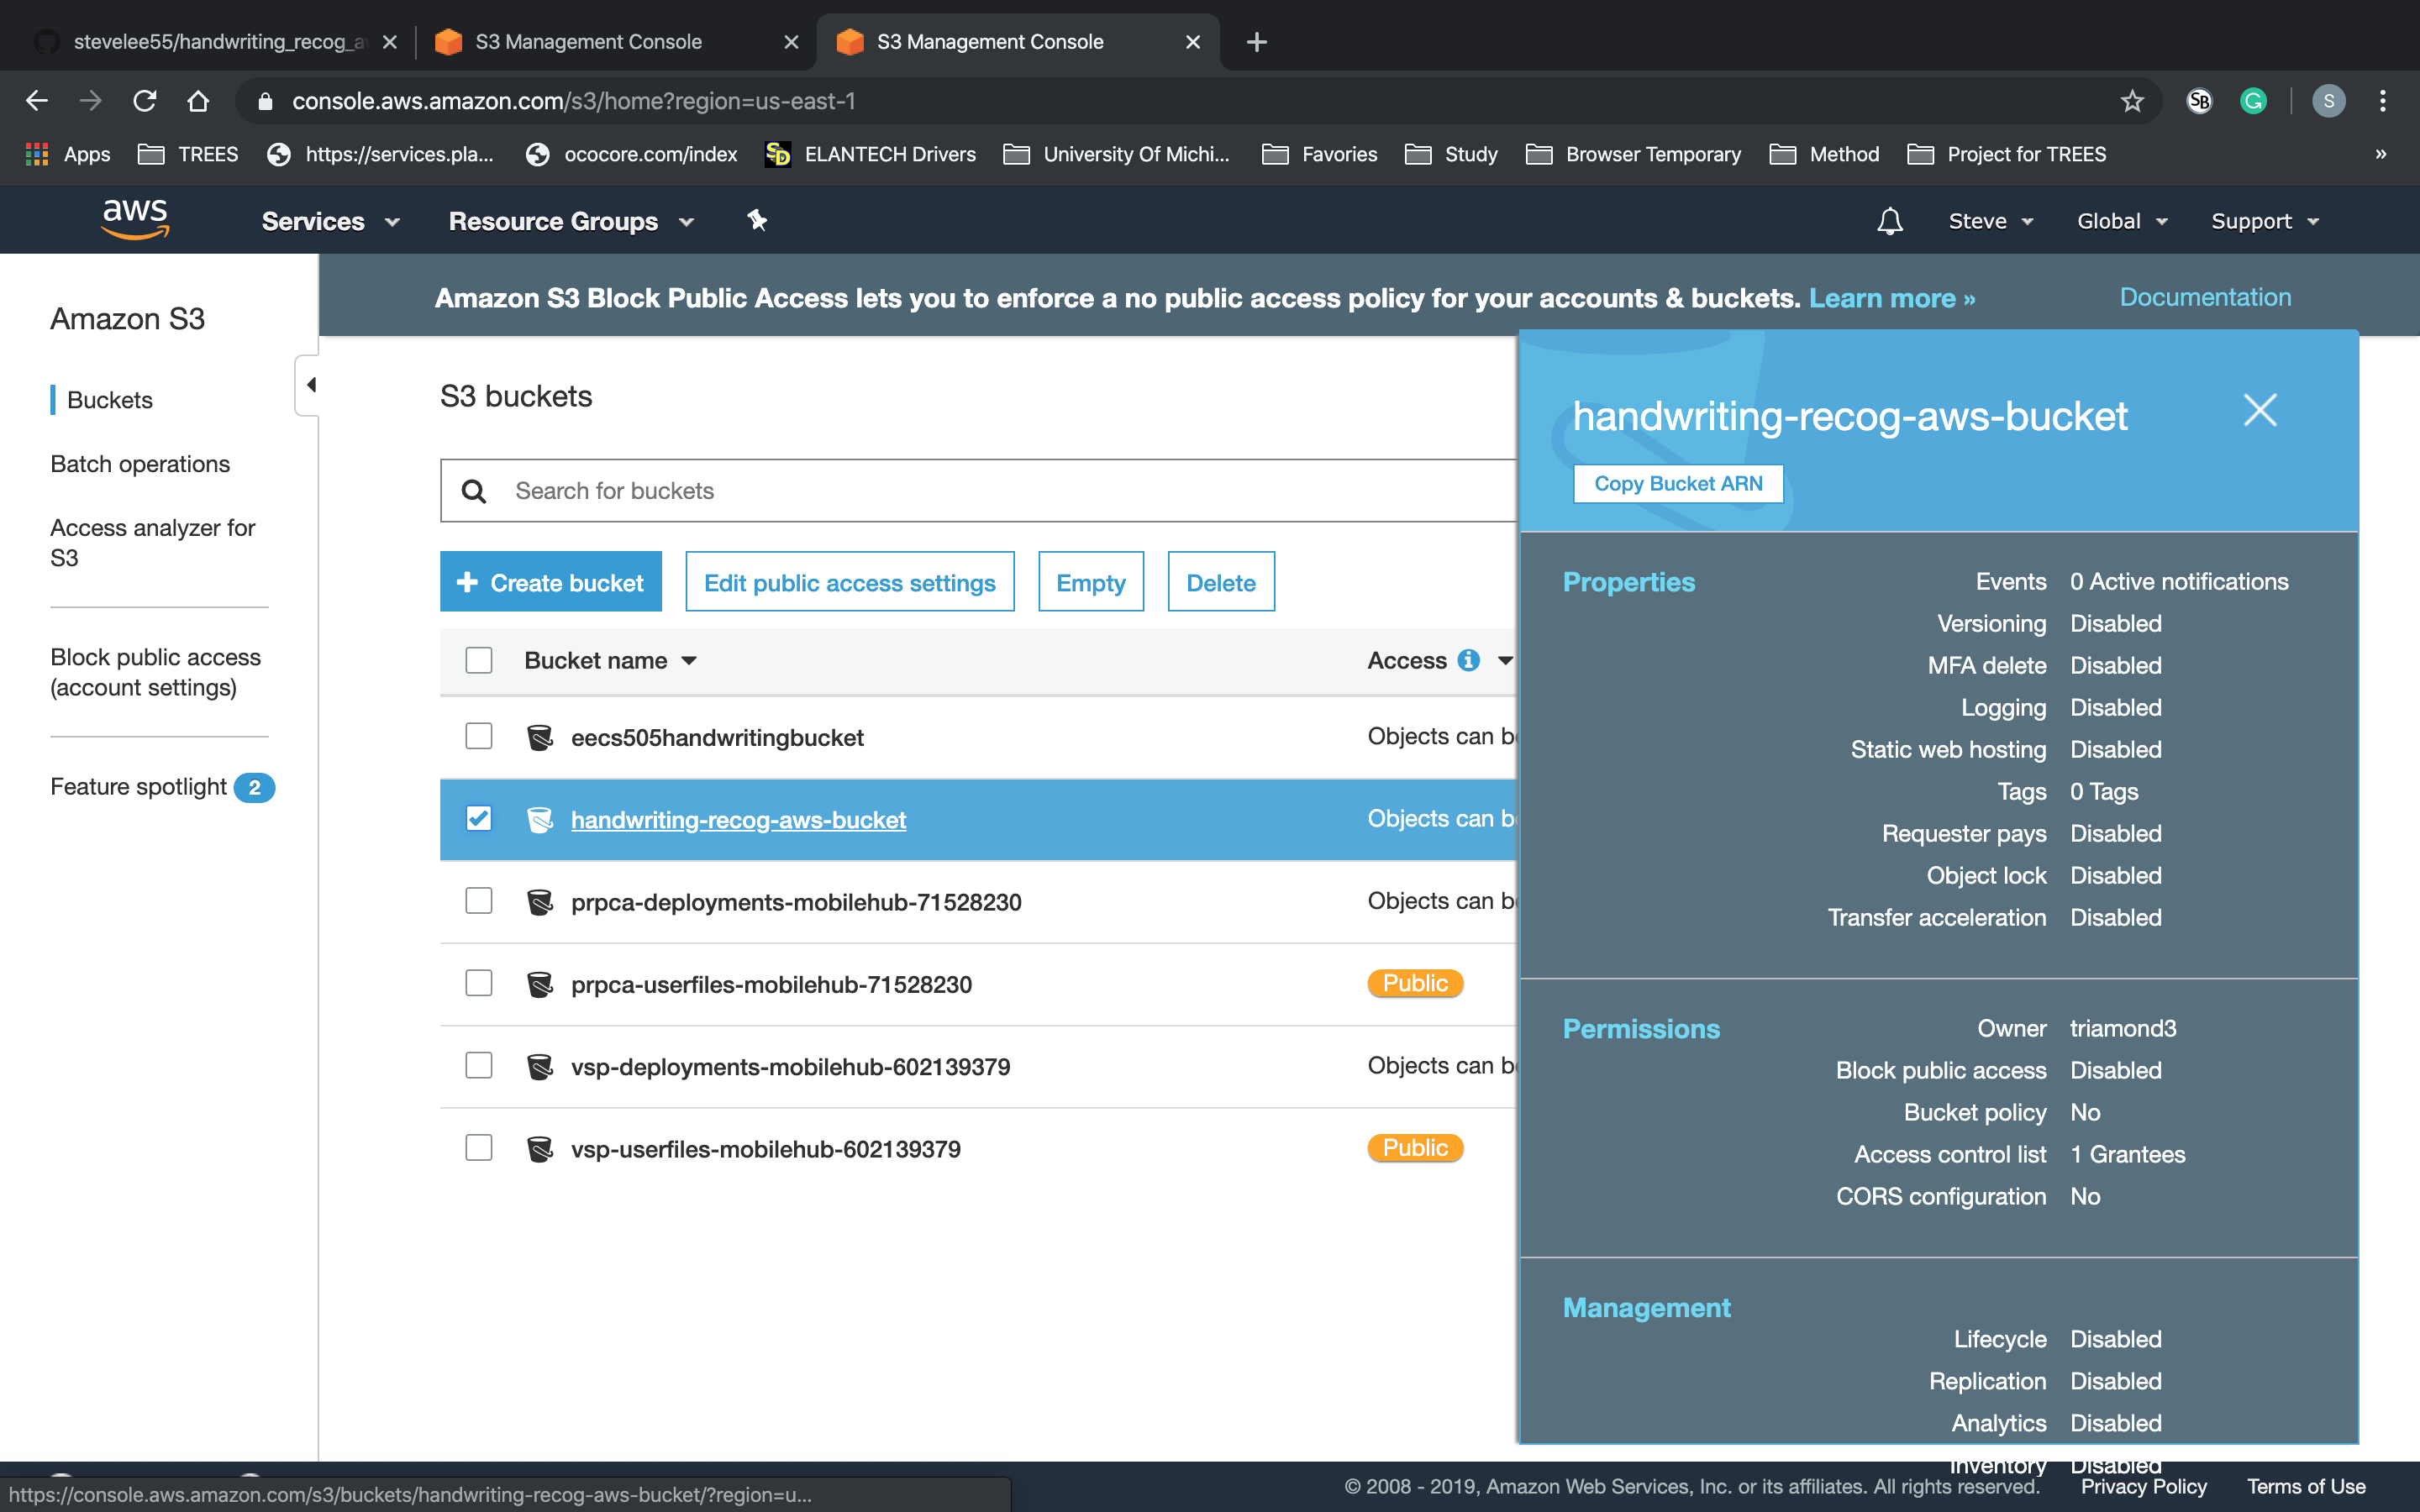 stevelee55/handwriting_recog_a
S3 Management Console
S3 Management Console
console.aws.amazon.com/s3/home?region=us-east-1
SB
G
S
Apps
TREES
https://services.pla...
ococore.com/index
SD
ELANTECH Drivers
University Of Michi...
Favories
Study
Browser Temporary
Method
Project for TREES
»
aws
Services
Resource Groups
Steve
Global
Support
Amazon S3 Block Public Access lets you to enforce a no public access policy for your accounts & buckets. Learn more »
Documentation
Amazon S3
Buckets
Batch operations
Access analyzer for
S3
Block public access
(account settings)
Feature spotlight 2
S3 buckets
Search for buckets
+ Create bucket
Edit public access settings
Empty
Delete
Bucket name
Access i
eecs505handwritingbucket
Objects can b
handwriting-recog-aws-bucket
Objects can b
prpca-deployments-mobilehub-71528230
Objects can b
prpca-userfiles-mobilehub-71528230
Public
vsp-deployments-mobilehub-602139379
Objects can b
vsp-userfiles-mobilehub-602139379
Public
handwriting-recog-aws-bucket
Copy Bucket ARN
Properties
Events 0 Active notifications
Versioning Disabled
MFA delete Disabled
Logging Disabled
Static web hosting Disabled
Tags 0 Tags
Requester pays Disabled
Object lock Disabled
Transfer acceleration Disabled
Permissions
Owner triamond3
Block public access Disabled
Bucket policy No
Access control list 1 Grantees
CORS configuration No
Management
Lifecycle Disabled
Replication Disabled
Analytics Disabled
Inventory Disabled
© 2008 - 2019, Amazon Web Services, Inc. or its affiliates. All rights reserved.
Privacy Policy
Terms of Use
https://console.aws.amazon.com/s3/buckets/handwriting-recog-aws-bucket/?region=u...